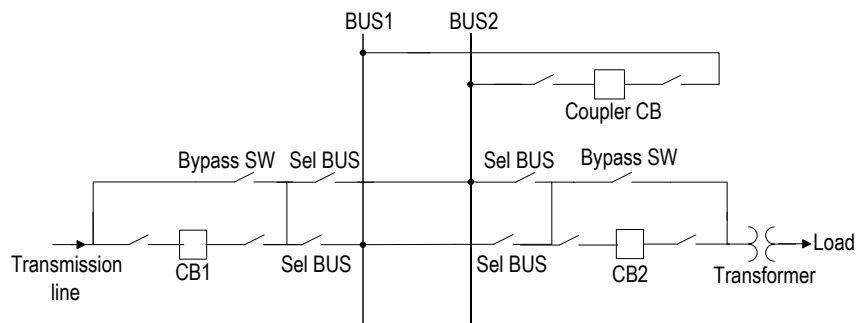 BUS1
BUS2
Coupler CB
Bypass SW
Sel BUS
Sel BUS
Bypass SW
Transmission
line
CB1
Sel BUS
Sel BUS
CB2
Transformer
Load